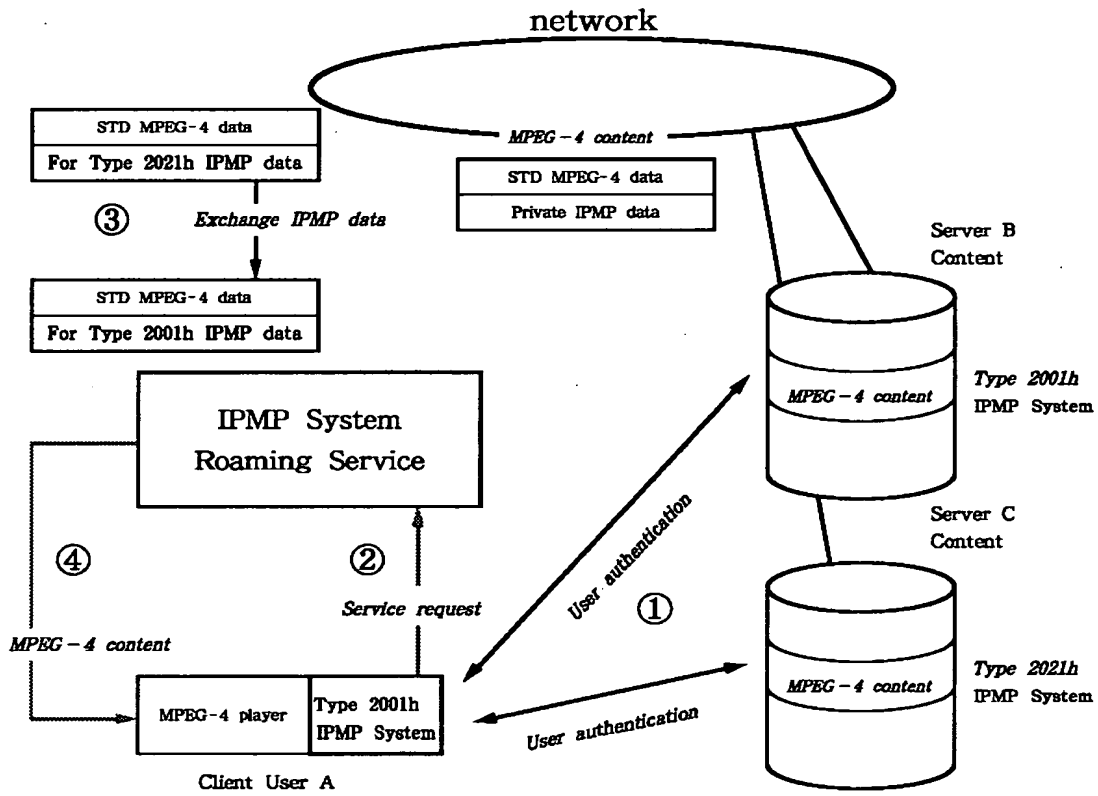 network
MPEG-4 content
STD MPEG-4 data
For Type 2021h IPMP data
STD MPEG-4 data
Private IPMP data
③
Exchange IPMP data
STD MPEG-4 data
For Type 2001h IPMP data
Server B
Content
MPEG-4 content
Type 2001h
IPMP System
IPMP System
Roaming Service
Server C
Content
④
②
User authentication
①
Service request
MPEG-4 content
MPEG-4 content
Type 2021h
IPMP System
MPEG-4 player
Type 2001h
IPMP System
User authentication
Client User A